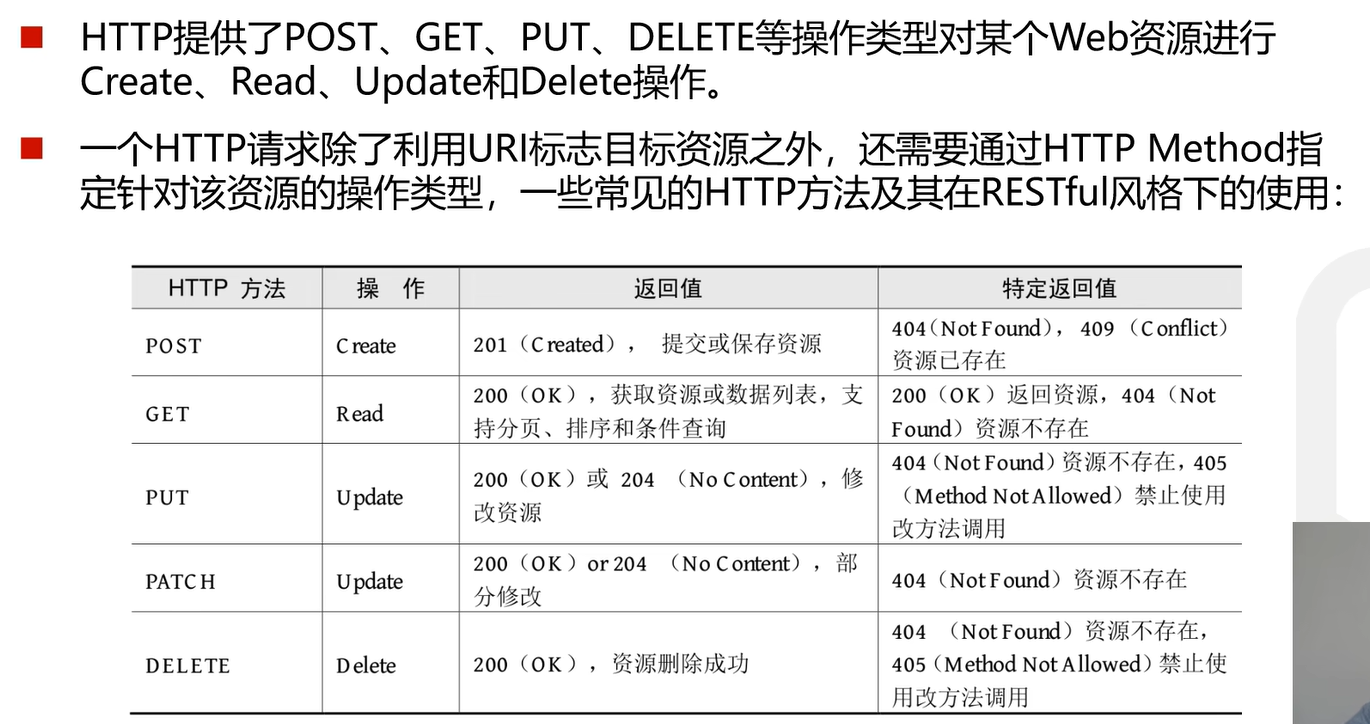 HTTP提供了POST、GET、PUT、DELETE等操作类型对某个Web资源进行
Create、Read、Update和Delete操作。
一个HTTP请求除了利用URI标志目标资源之外，还需要通过HTTP Method指
定针对该资源的操作类型，一些常见的HTTP方法及其在RESTful风格下的使用：
HTTP 方法 操 作 返回值 特定返回值
POST
Create
201（Created）， 提交或保存资源
404（Not Found）， 409 （Conflict）
资源已存在
GET
Read
200（OK），获取资源或数据列表，支
持分页、排序和条件查询
200（OK）返回资源，404（Not
Found）资源不存在
PUT
Update
200（OK）或 204 （No Content），修
改资源
404（Not Found）资源不存在，405
（Method Not Allowed）禁止使用
改方法调用
PATCH
Update
200（OK）or 204 （No Content），部
分修改
404（Not Found）资源不存在
DELETE
Delete
200（OK），资源删除成功
404 （Not Found）资源不存在，
405（Method Not Allowed）禁止使
用改方法调用